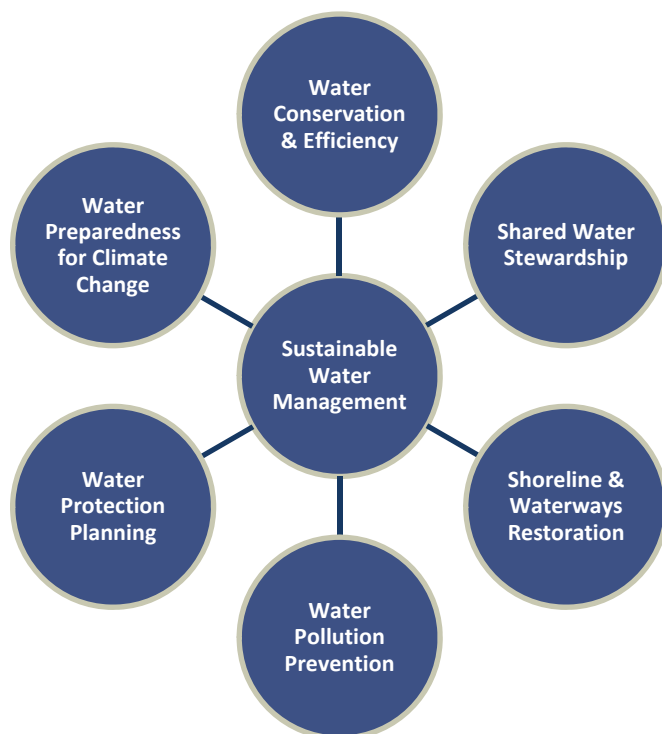 Water
Conservation
& Efficiency
Shared Water
Stewardship
Shoreline &
Waterways
Restoration
Water
Pollution
Prevention
Water
Protection
Planning
Water
Preparedness
for Climate
Change
Sustainable
Water
Management